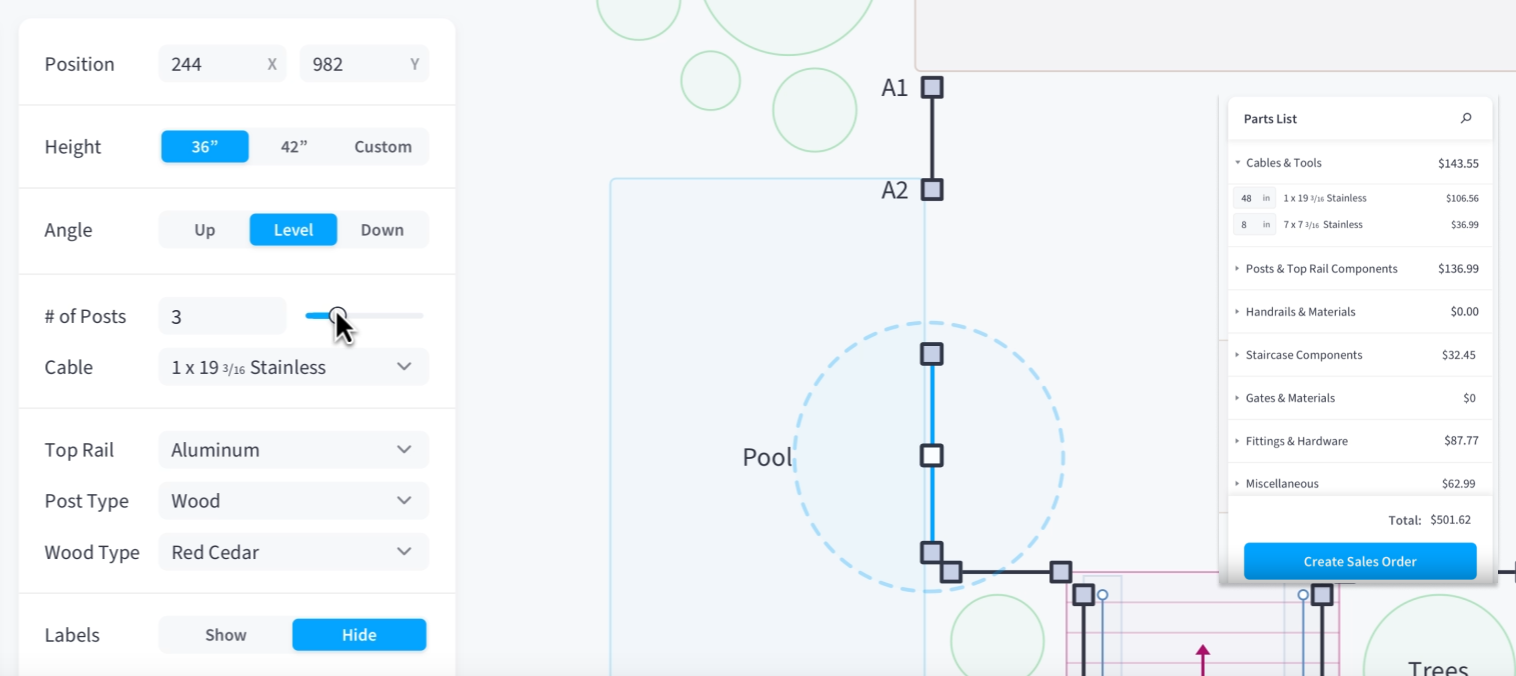 Position 244 X 982 Y
Height 36” 42” Custom
Angle Up Level Down
# of Posts 3
Cable 1 x 19 3/16 Stainless
Top Rail Aluminum
Post Type Wood
Wood Type Red Cedar
Labels Show Hide
A1
A2
Pool
Trees
Parts List
Cables & Tools $143.55
48 in 1 x 19 3/16 Stainless $106.56
8 in 7 x 7 3/16 Stainless $36.99
Posts & Top Rail Components $136.99
Handrails & Materials $0.00
Staircase Components $32.45
Gates & Materials $0
Fittings & Hardware $87.77
Miscellaneous $62.99
Total: $501.62
Create Sales Order